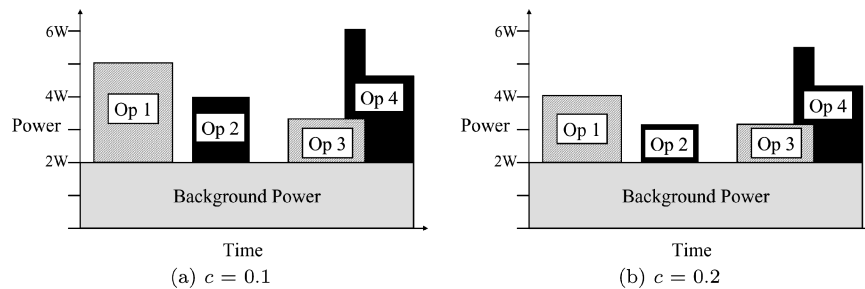 6W
4W
Power
2W
Op 1
Op 2
Op 3
Op 4
Background Power
Time
(a) c = 0.1
6W
4W
Power
2W
Op 1
Op 2
Op 3
Op 4
Background Power
Time
(b) c = 0.2